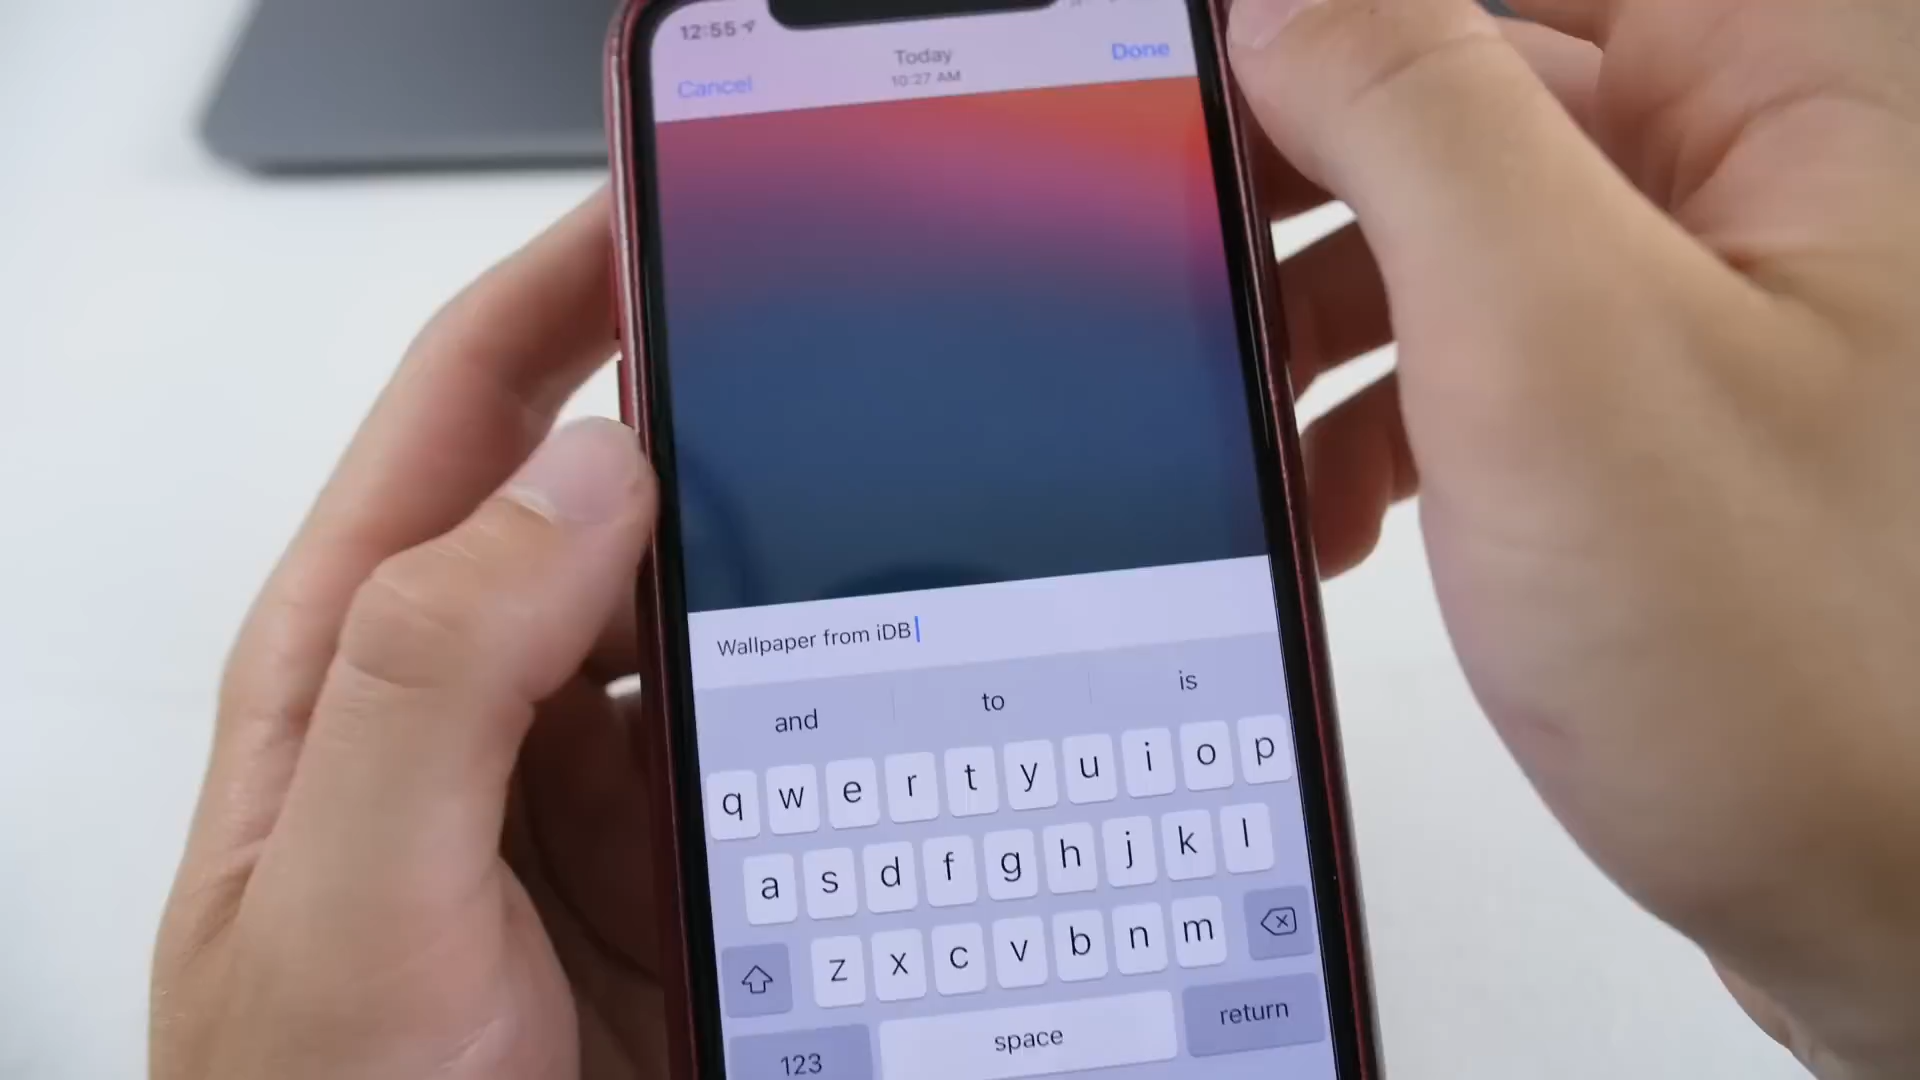 12:55
Today
10:27 AM
Cancel
Done
Wallpaper from iDB
and to is
q w e r t y u i o p
a s d f g h j k l
z x c v b n m
123 space return